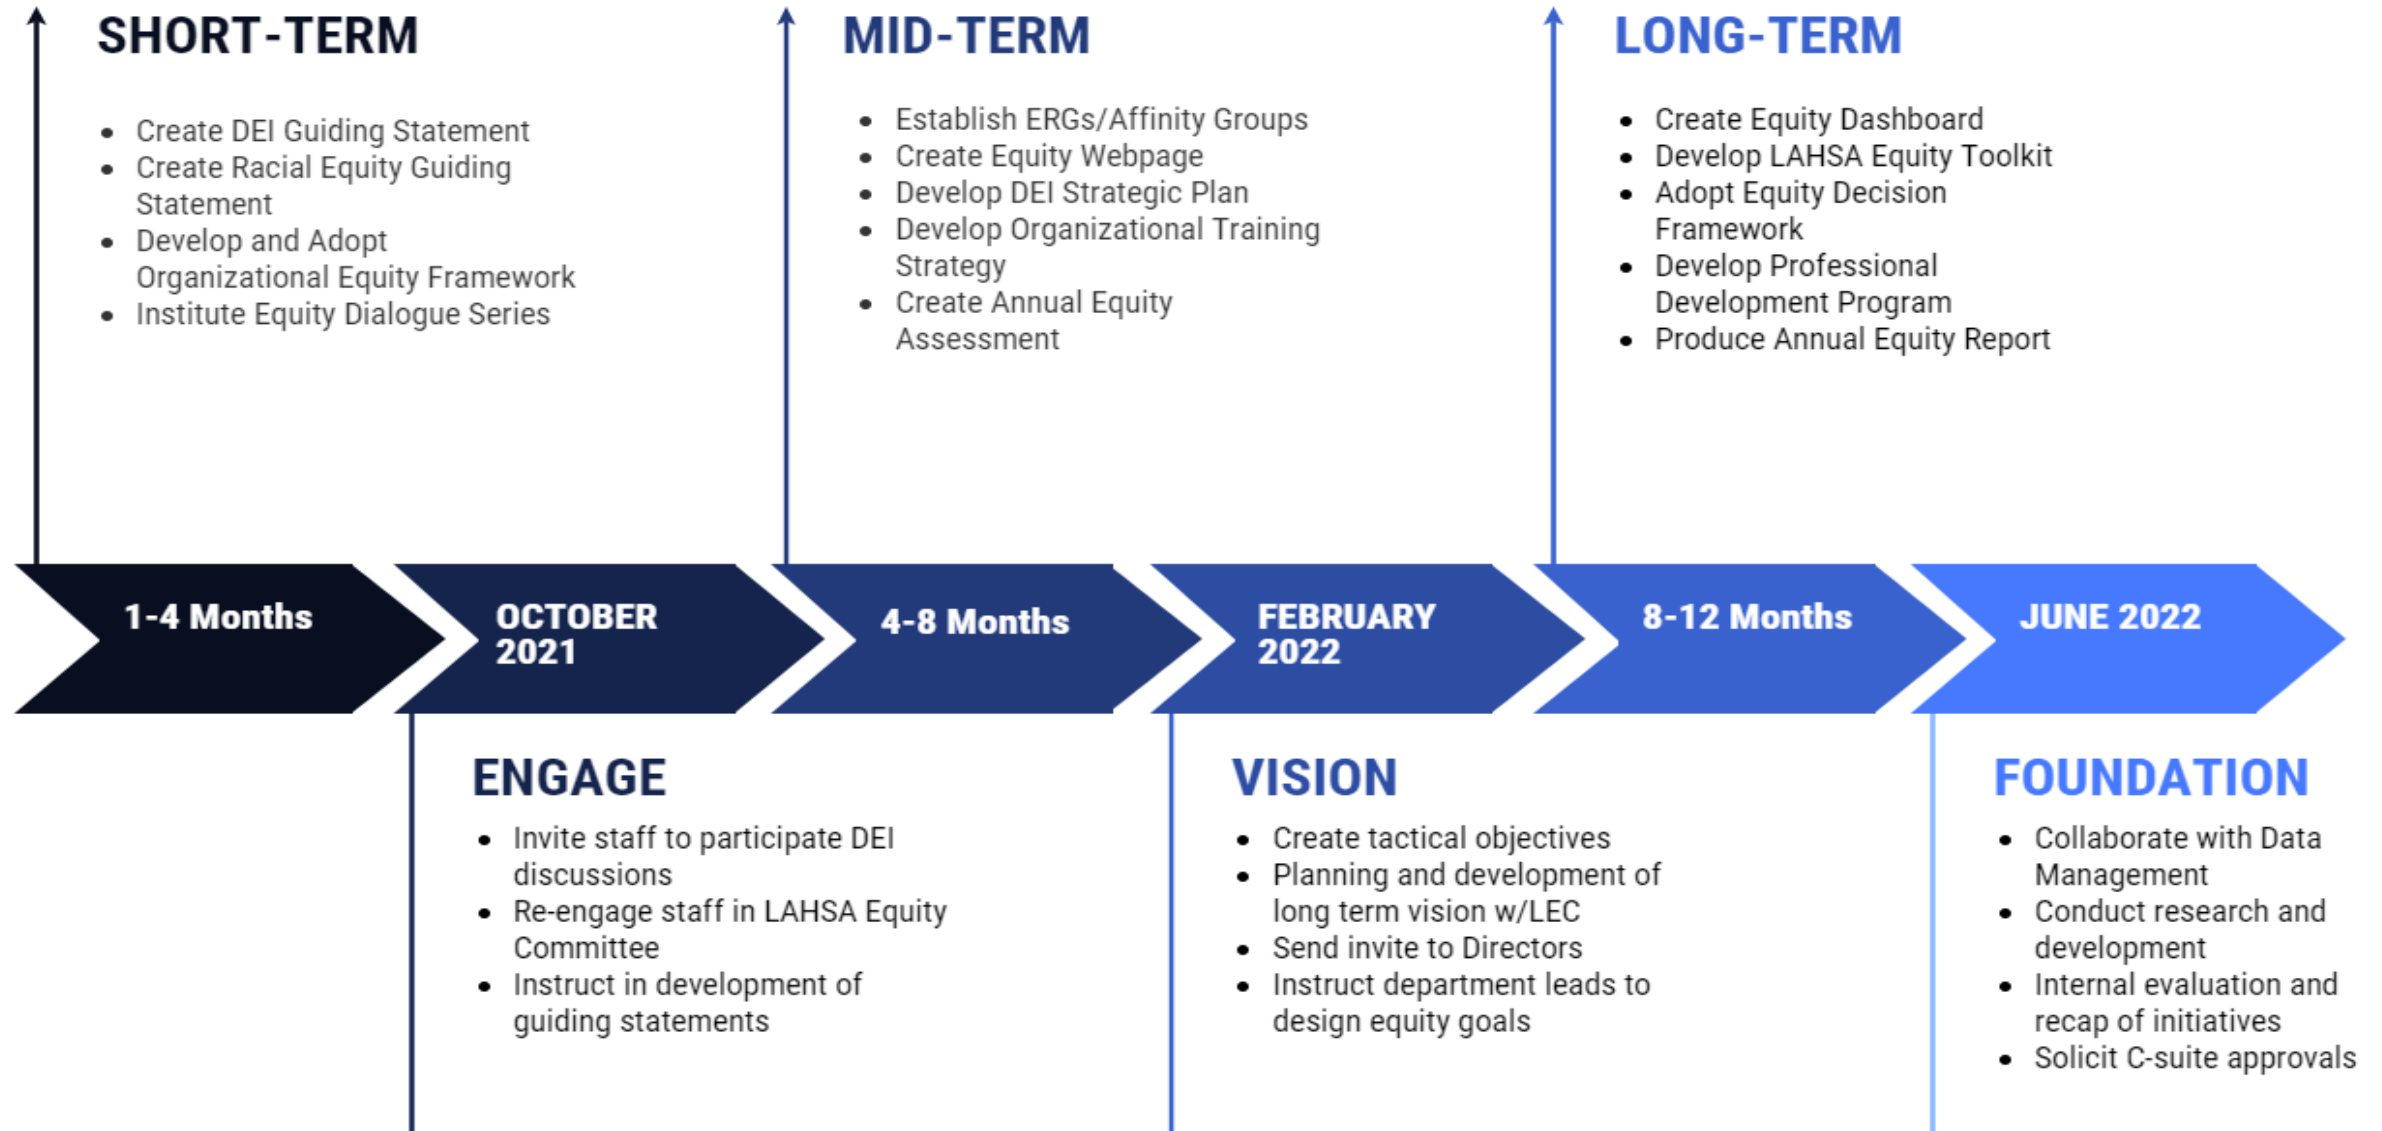 SHORT-TERM
• Create DEI Guiding Statement
• Create Racial Equity Guiding
Statement
• Develop and Adopt
Organizational Equity Framework
• Institute Equity Dialogue Series
MID-TERM
• Establish ERGs/Affinity Groups
• Create Equity Webpage
• Develop DEI Strategic Plan
• Develop Organizational Training
Strategy
• Create Annual Equity
Assessment
LONG-TERM
• Create Equity Dashboard
• Develop LAHSA Equity Toolkit
• Adopt Equity Decision
Framework
• Develop Professional
Development Program
• Produce Annual Equity Report
1-4 Months
OCTOBER
2021
4-8 Months
FEBRUARY
2022
8-12 Months
JUNE 2022
ENGAGE
• Invite staff to participate DEI
discussions
• Re-engage staff in LAHSA Equity
Committee
• Instruct in development of
guiding statements
VISION
• Create tactical objectives
• Planning and development of
long term vision w/LEC
• Send invite to Directors
• Instruct department leads to
design equity goals
FOUNDATION
• Collaborate with Data
Management
• Conduct research and
development
• Internal evaluation and
recap of initiatives
• Solicit C-suite approvals